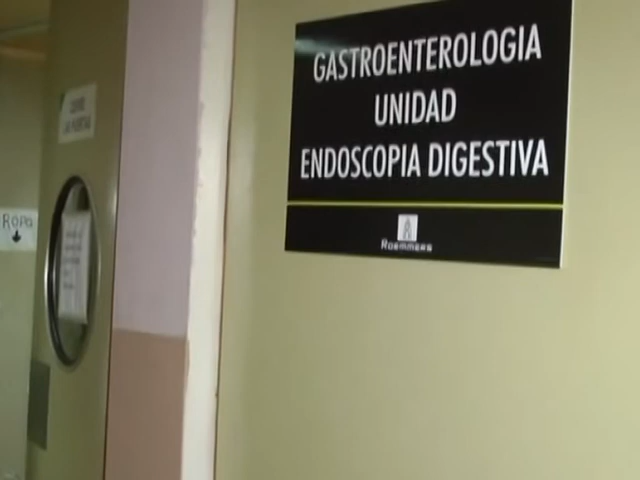 GASTROENTEROLOGIA
UNIDAD
ENDOSCOPIA DIGESTIVA
Roemmers
ROPA